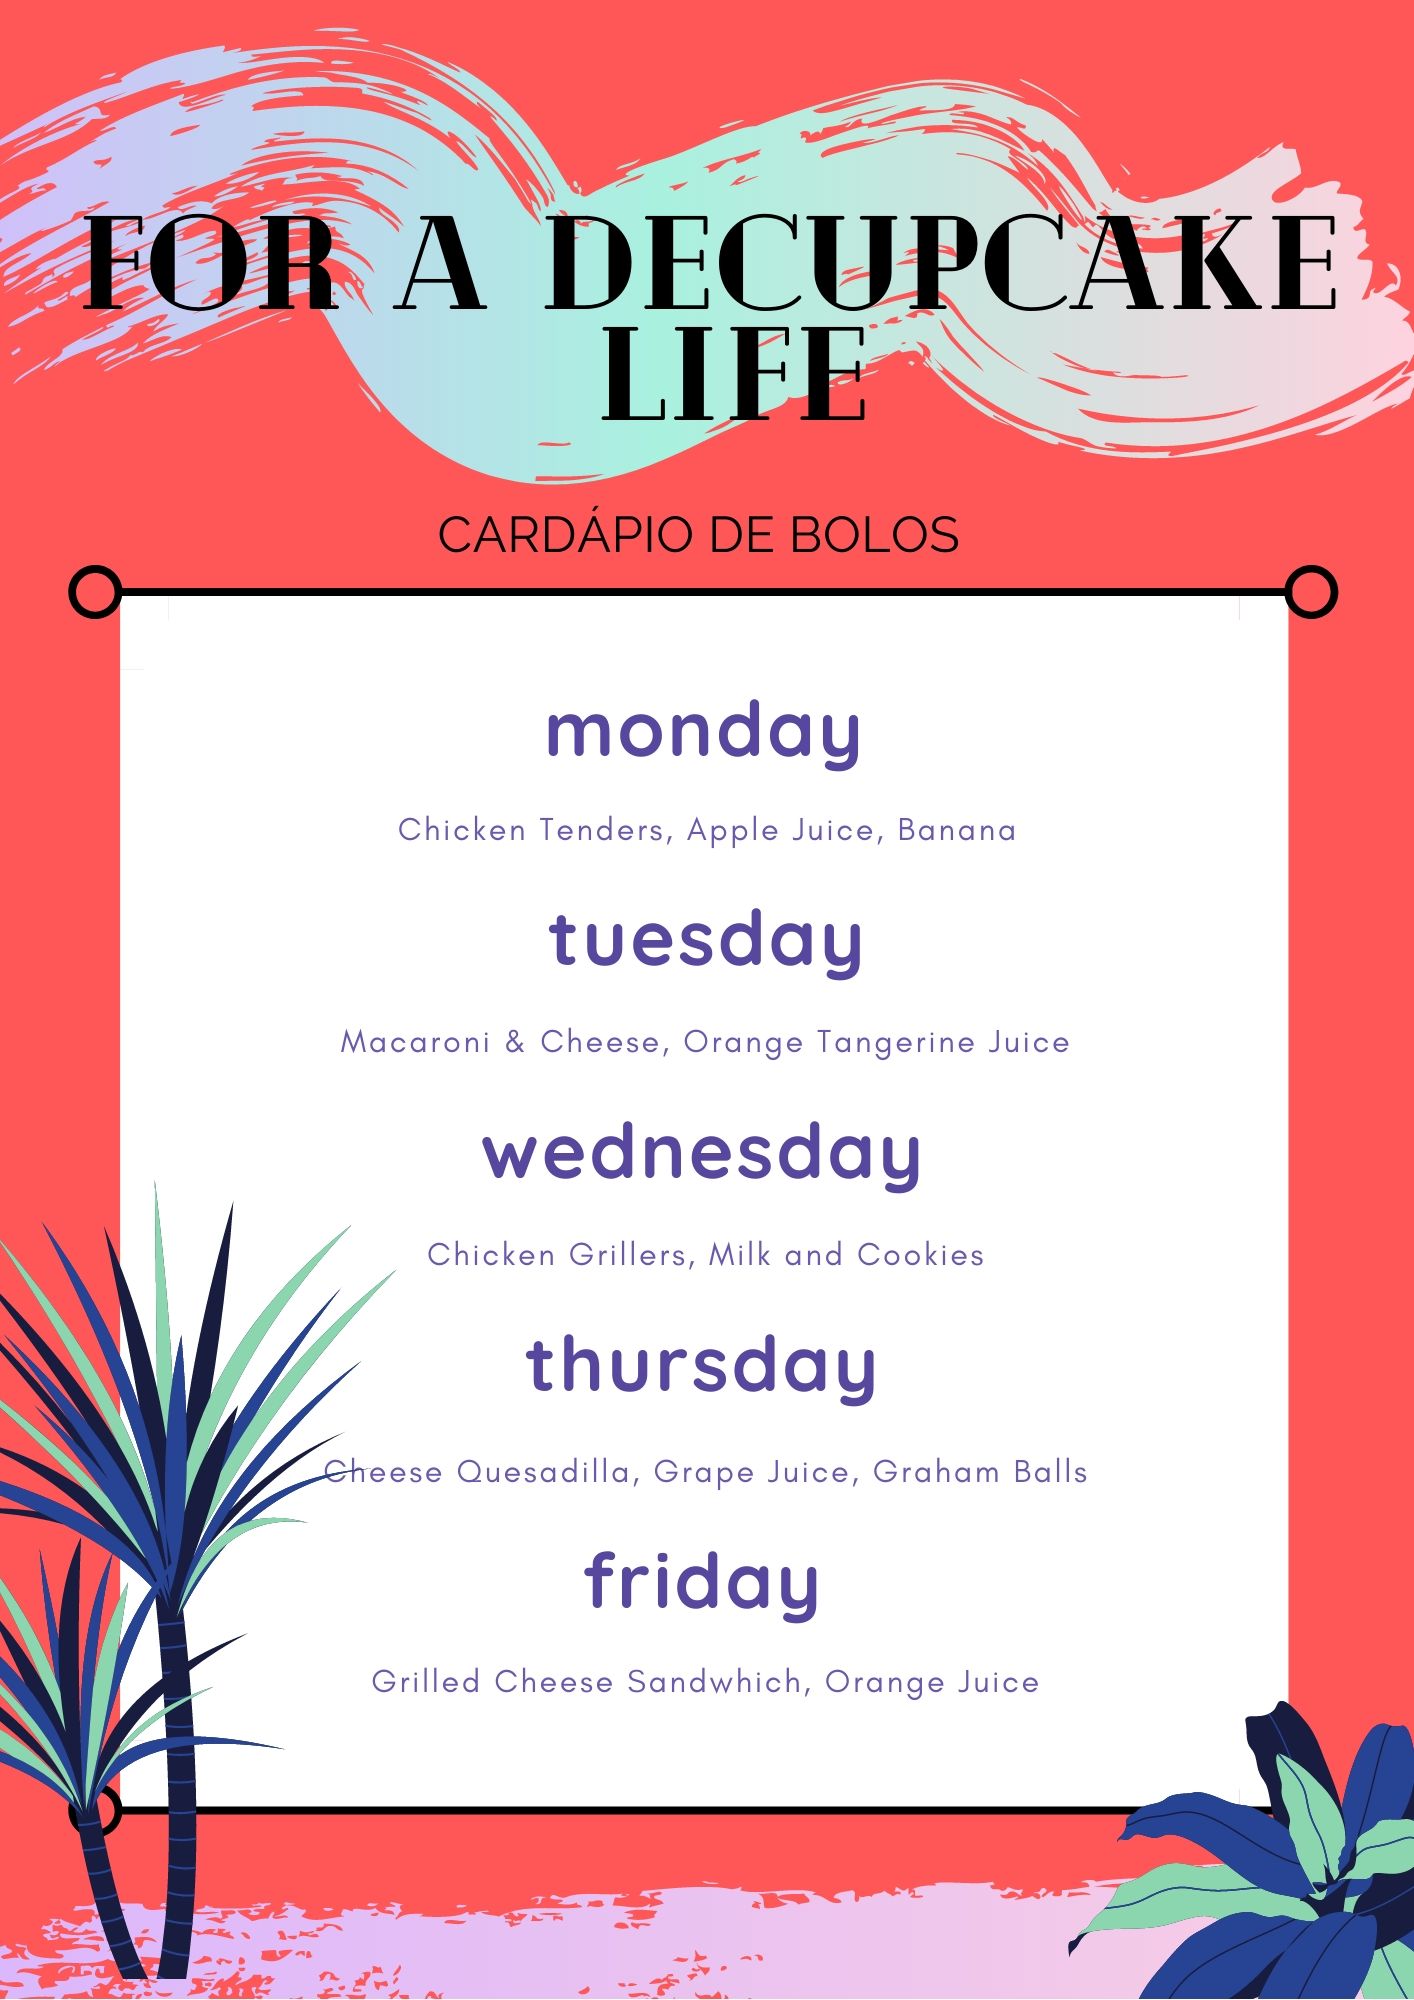 FOR A DECUPCAKE
LIFE
CARDÁPIO DE BOLOS
monday
Chicken Tenders, Apple Juice, Banana
tuesday
Macaroni & Cheese, Orange Tangerine Juice
wednesday
Chicken Grillers, Milk and Cookies
thursday
Cheese Quesadilla, Grape Juice, Graham Balls
friday
Grilled Cheese Sandwhich, Orange Juice